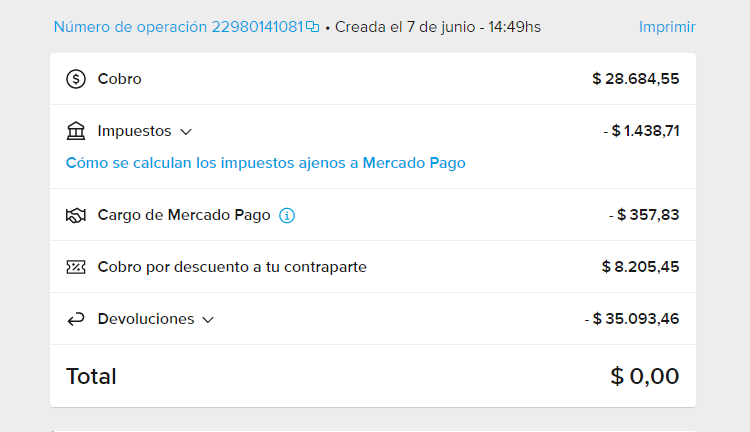 Número de operación 22980141081 • Creada el 7 de junio - 14:49hs Imprimir
Cobro $ 28.684,55
Impuestos - $ 1.438,71
Cómo se calculan los impuestos ajenos a Mercado Pago
Cargo de Mercado Pago - $ 357,83
Cobro por descuento a tu contraparte $ 8.205,45
Devoluciones - $ 35.093,46
Total $ 0,00